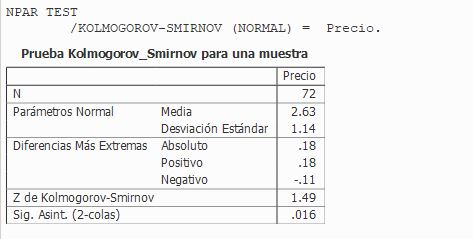 NPAR TEST
/KOLMOGOROV-SMIRNOV (NORMAL) = Precio.
Prueba Kolmogorov_Smirnov para una muestra
Precio
N 72
Parámetros Normal Media 2.63
Desviación Estándar 1.14
Diferencias Más Extremas Absoluto .18
Positivo .18
Negativo -.11
Z de Kolmogorov-Smirnov 1.49
Sig. Asint. (2-colas) .016